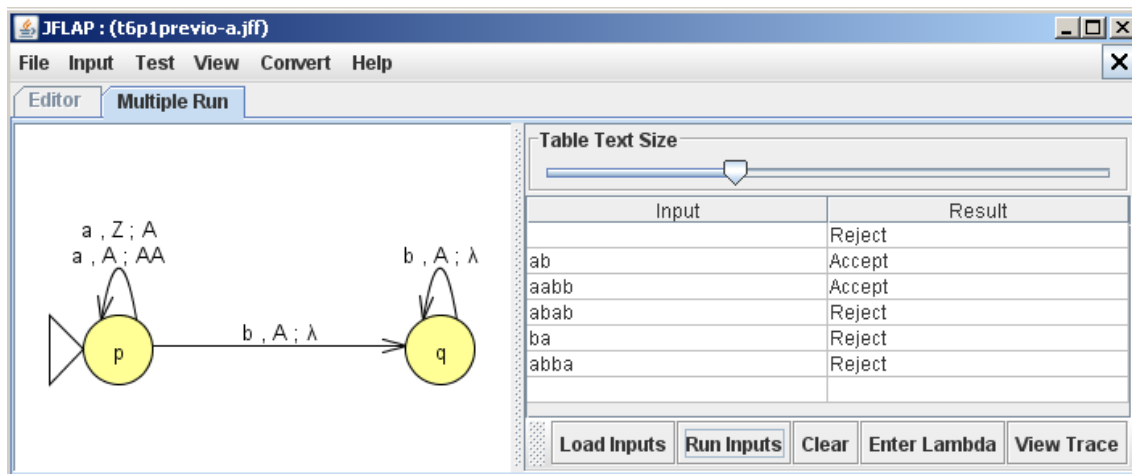 JFLAP : (t6p1previo-a.jff)
File Input Test View Convert Help
Editor Multiple Run
a , Z ; A
a , A ; AA
b , A ; λ
b , A ; λ
p
q
Table Text Size
Input Result
Reject
ab Accept
aabb Accept
abab Reject
ba Reject
abba Reject
Load Inputs Run Inputs Clear Enter Lambda View Trace